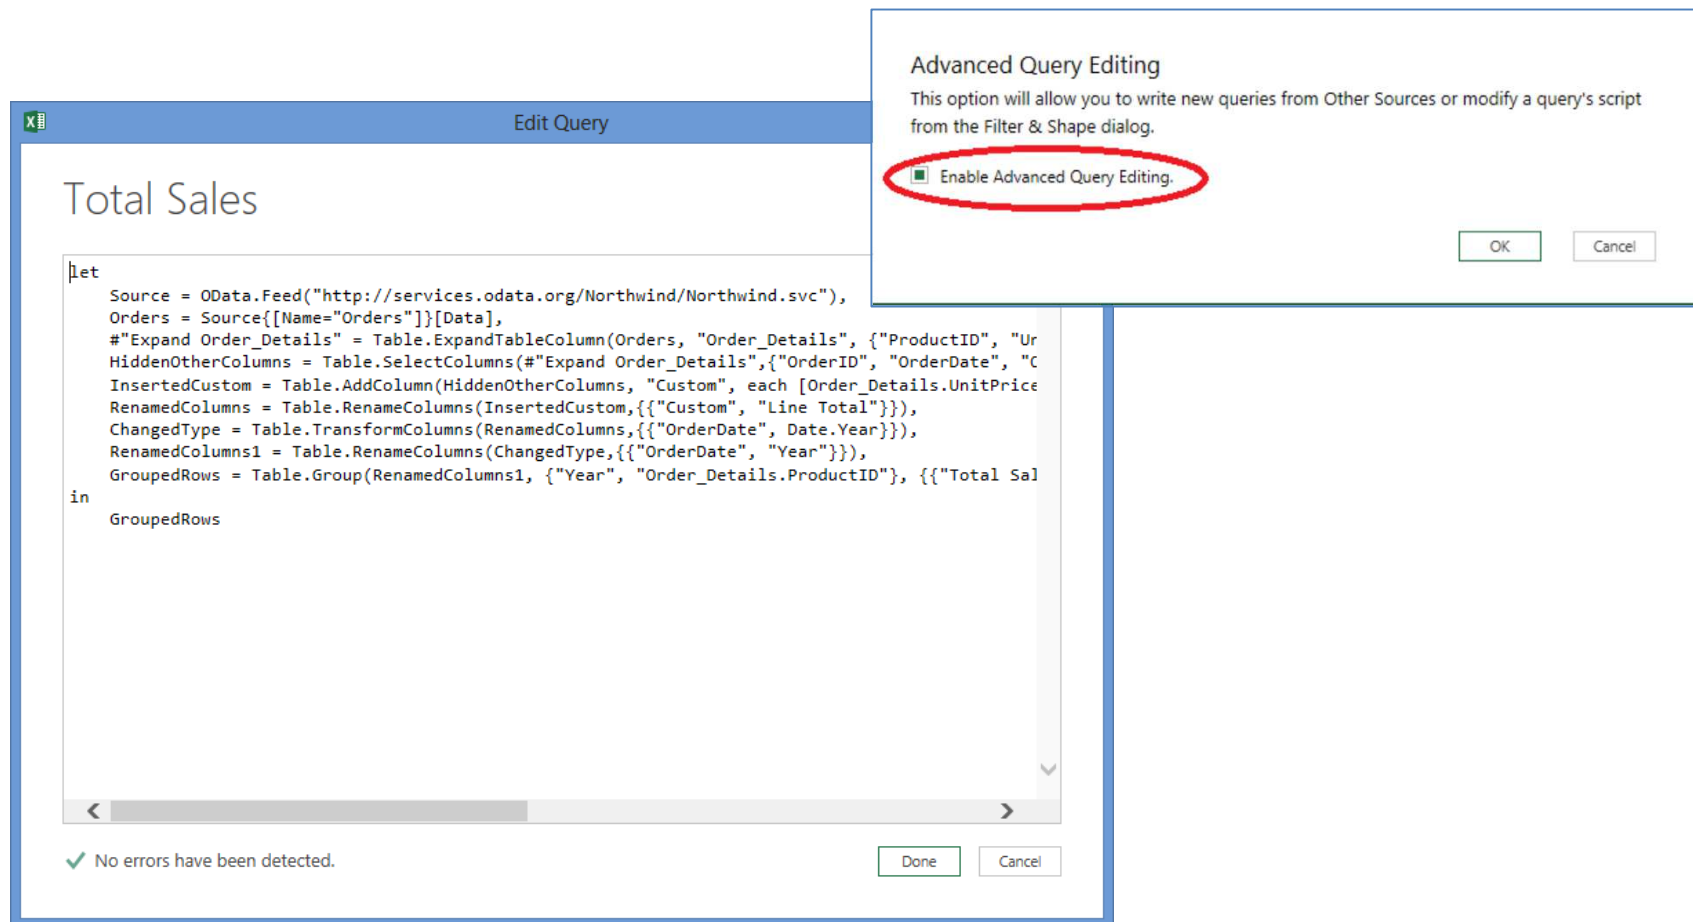 Advanced Query Editing
This option will allow you to write new queries from Other Sources or modify a query's script
from the Filter & Shape dialog.
Enable Advanced Query Editing.
OK Cancel
Edit Query
Total Sales
let
    Source = OData.Feed("http://services.odata.org/Northwind/Northwind.svc"),
    Orders = Source{[Name="Orders"]}[Data],
    #"Expand Order_Details" = Table.ExpandTableColumn(Orders, "Order_Details", {"ProductID", "Ur
    HiddenOtherColumns = Table.SelectColumns(#"Expand Order_Details",{"OrderID", "OrderDate", "O
    InsertedCustom = Table.AddColumn(HiddenOtherColumns, "Custom", each [Order_Details.UnitPrice
    RenamedColumns = Table.RenameColumns(InsertedCustom,{{"Custom", "Line Total"}}),
    ChangedType = Table.TransformColumns(RenamedColumns,{{"OrderDate", Date.Year}}),
    RenamedColumns1 = Table.RenameColumns(ChangedType,{{"OrderDate", "Year"}}),
    GroupedRows = Table.Group(RenamedColumns1, {"Year", "Order_Details.ProductID"}, {{"Total Sal
in
    GroupedRows
No errors have been detected.
Done Cancel